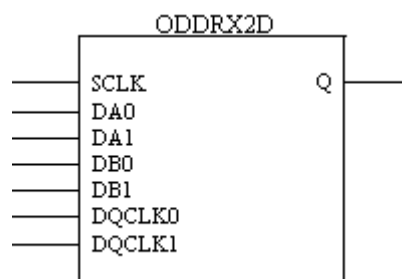 ODDRX2D
SCLK Q
DA0
DA1
DB0
DB1
DQCLK0
DQCLK1